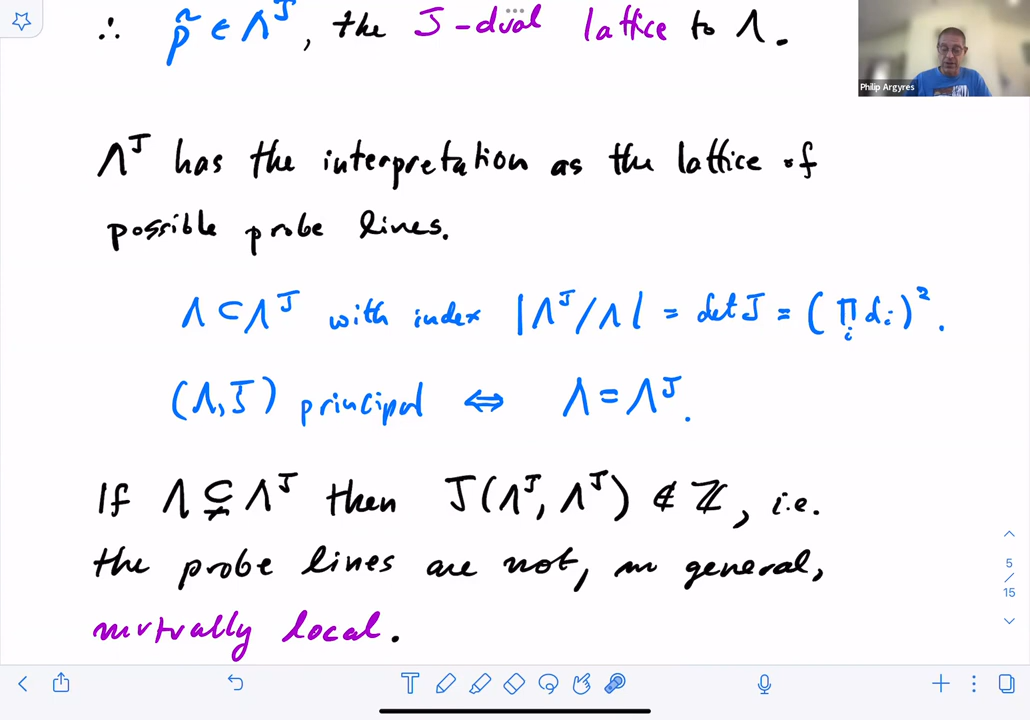 ∴ p̃ ∈ Λ^J, the J-dual lattice to Λ.
Philip Argyres
Λ^J has the interpretation as the lattice of
possible probe lines.
Λ ⊂ Λ^J with index |Λ^J/Λ| = det J = (∏_i d_i)^2.
(Λ, J) principal ⇔ Λ = Λ^J.
If Λ ⊊ Λ^J then J(Λ^J, Λ^J) ∉ ℤ, i.e.
the probe lines are not, in general,
mutually local.
5
/
15
T